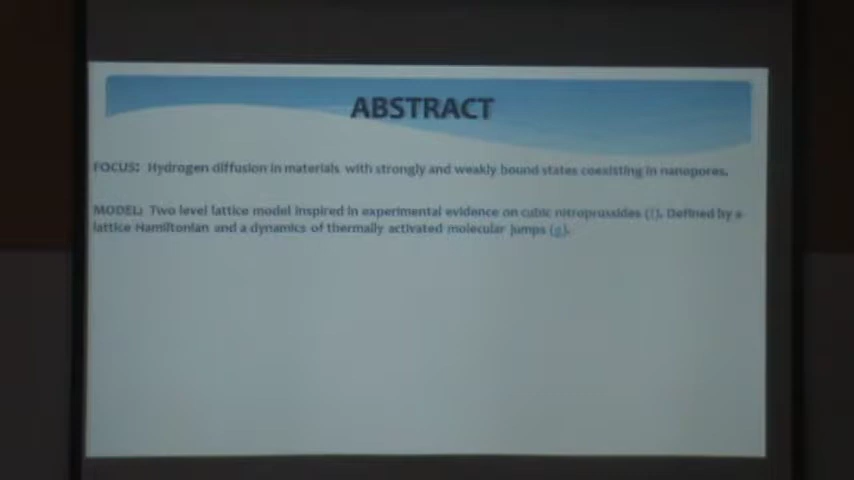 ABSTRACT
FOCUS: Hydrogen diffusion in materials with strongly and weakly bound states coexisting in nanopores.
MODEL: Two level lattice model inspired in experimental evidence on cubic nitroprussides (1). Defined by a
lattice Hamiltonian and a dynamics of thermally activated molecular jumps (2).